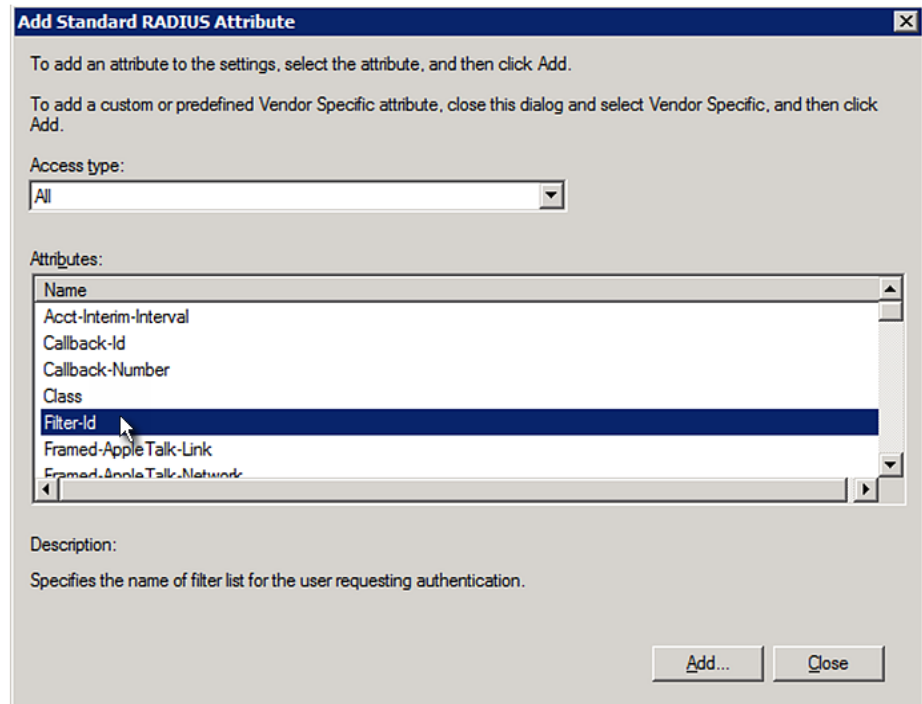 Add Standard RADIUS Attribute
To add an attribute to the settings, select the attribute, and then click Add.
To add a custom or predefined Vendor Specific attribute, close this dialog and select Vendor Specific, and then click
Add.
Access type:
All
Attributes:
Name
Acct-Interim-Interval
Callback-Id
Callback-Number
Class
Filter-Id
Framed-AppleTalk-Link
Framed-AppleTalk-Network
Description:
Specifies the name of filter list for the user requesting authentication.
Add... Close